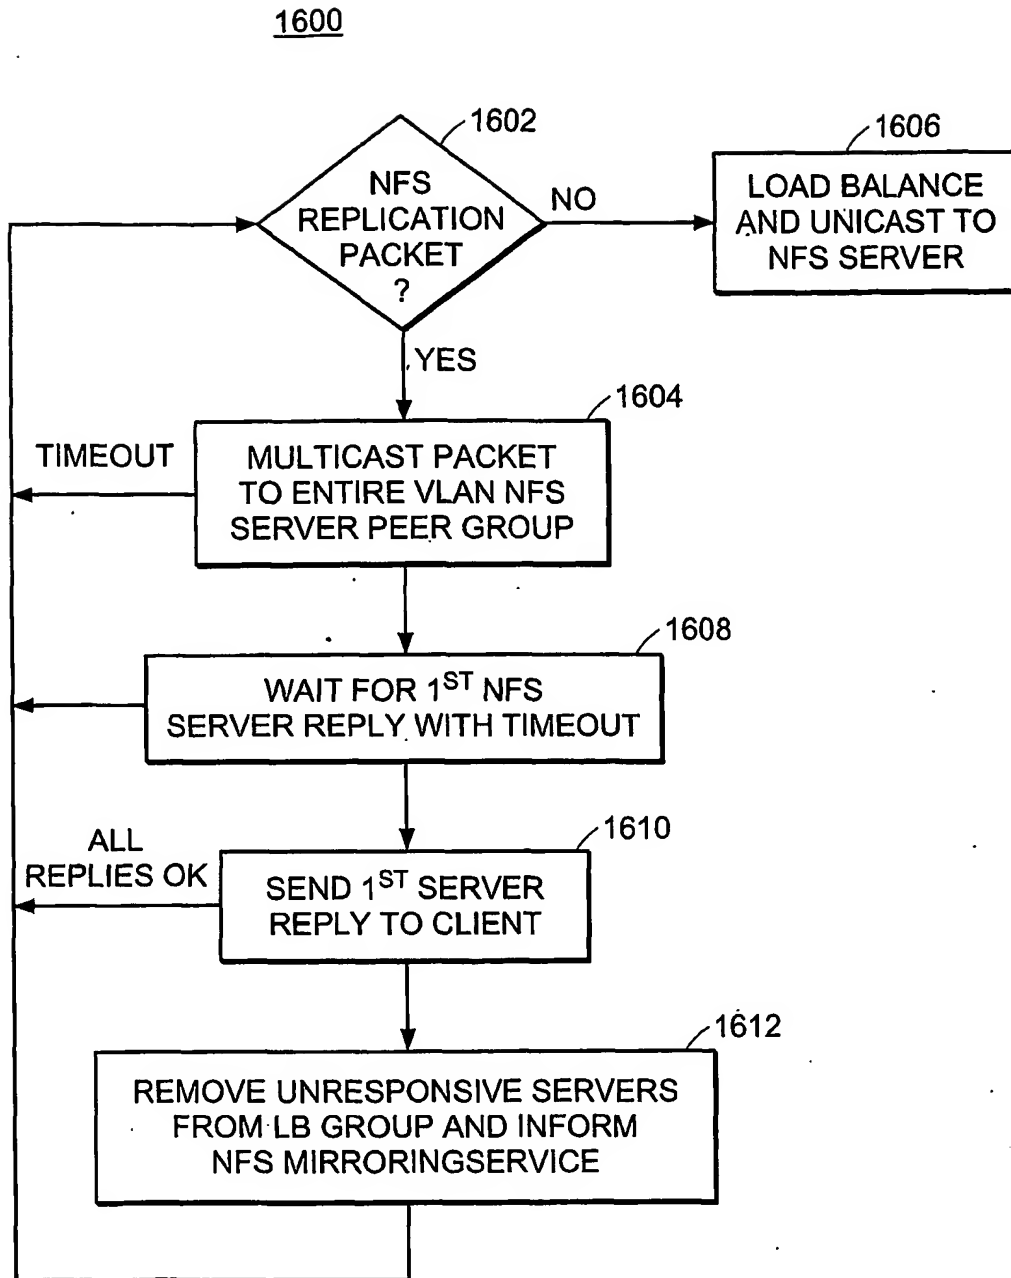 1600
1602
NFS
REPLICATION
PACKET
?
NO
1606
LOAD BALANCE
AND UNICAST TO
NFS SERVER
YES
1604
TIMEOUT
MULTICAST PACKET
TO ENTIRE VLAN NFS
SERVER PEER GROUP
1608
WAIT FOR 1ST NFS
SERVER REPLY WITH TIMEOUT
1610
ALL
REPLIES OK
SEND 1ST SERVER
REPLY TO CLIENT
1612
REMOVE UNRESPONSIVE SERVERS
FROM LB GROUP AND INFORM
NFS MIRRORINGSERVICE